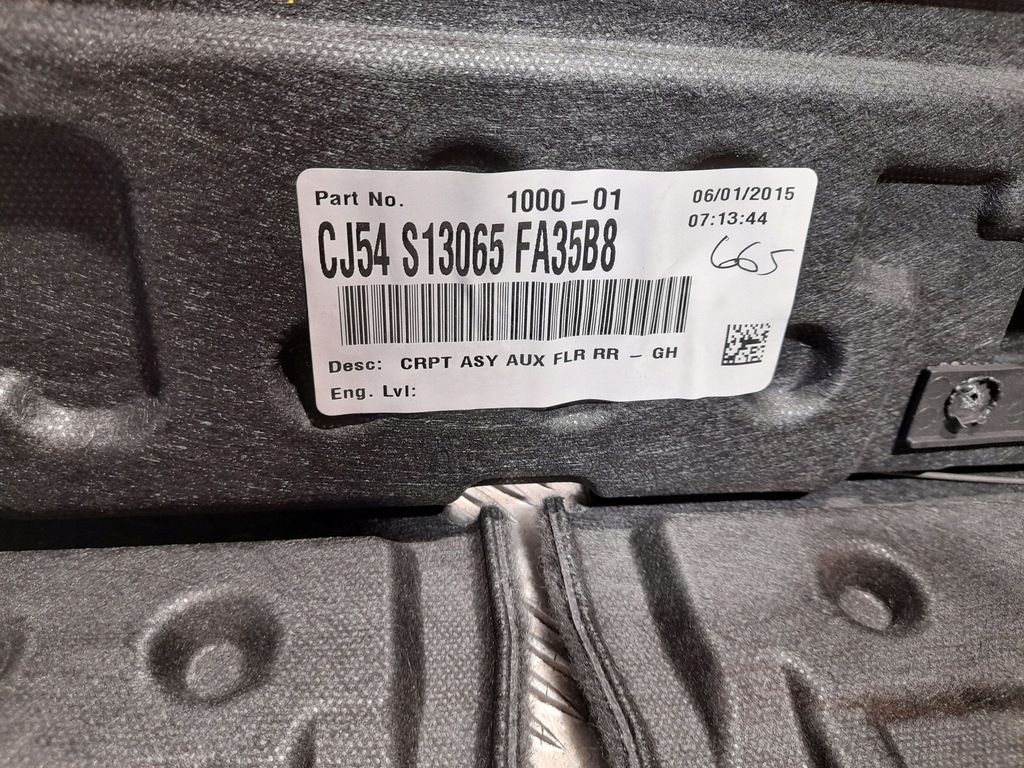 Part No. 1000-01 06/01/2015
07:13:44
CJ54 S13065 FA35B8
665
Desc: CRPT ASY AUX FLR RR - GH
Eng. Lvl: